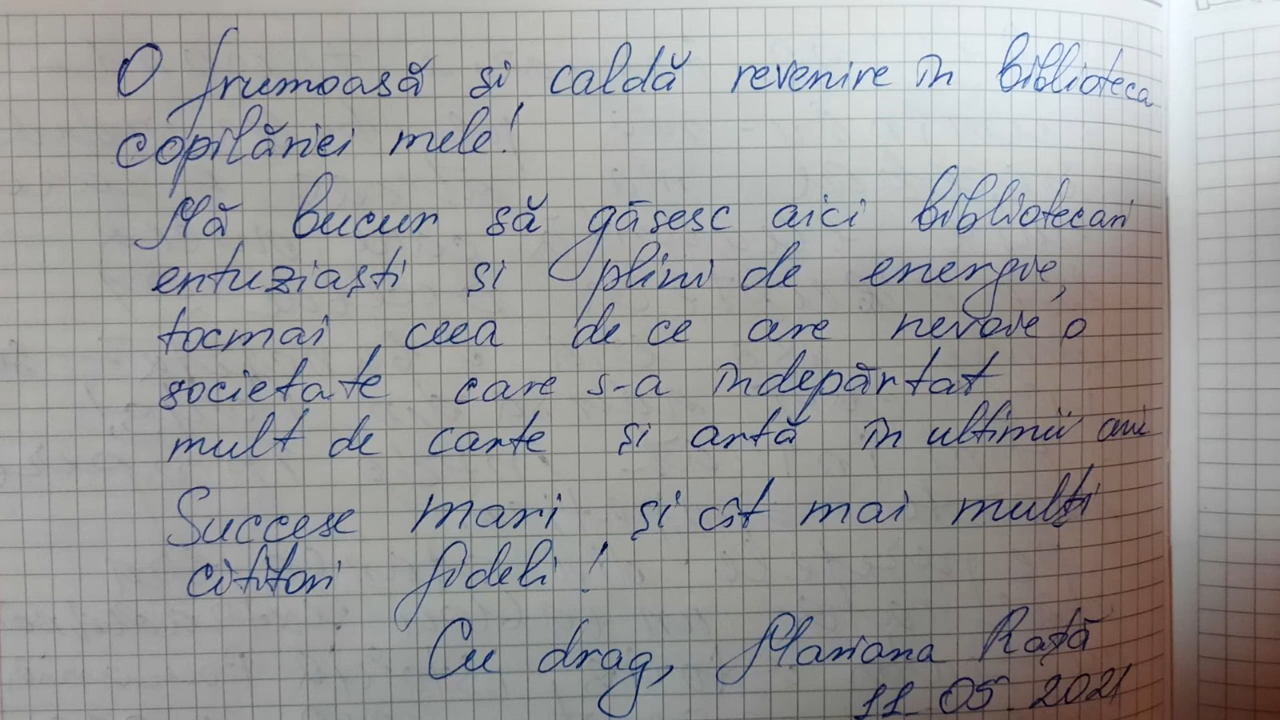 O frumoasă și caldă revenire în biblioteca
copilăriei mele!
Mă bucur să găsesc aici bibliotecari
entuziaști și plini de energie,
tocmai ceea de ce are nevoie o
societate care s-a îndepărtat
mult de carte și artă în ultimii ani
Succese mari și cît mai mulți
cititori fideli!
Cu drag, Mariana Rață
11.05.2021